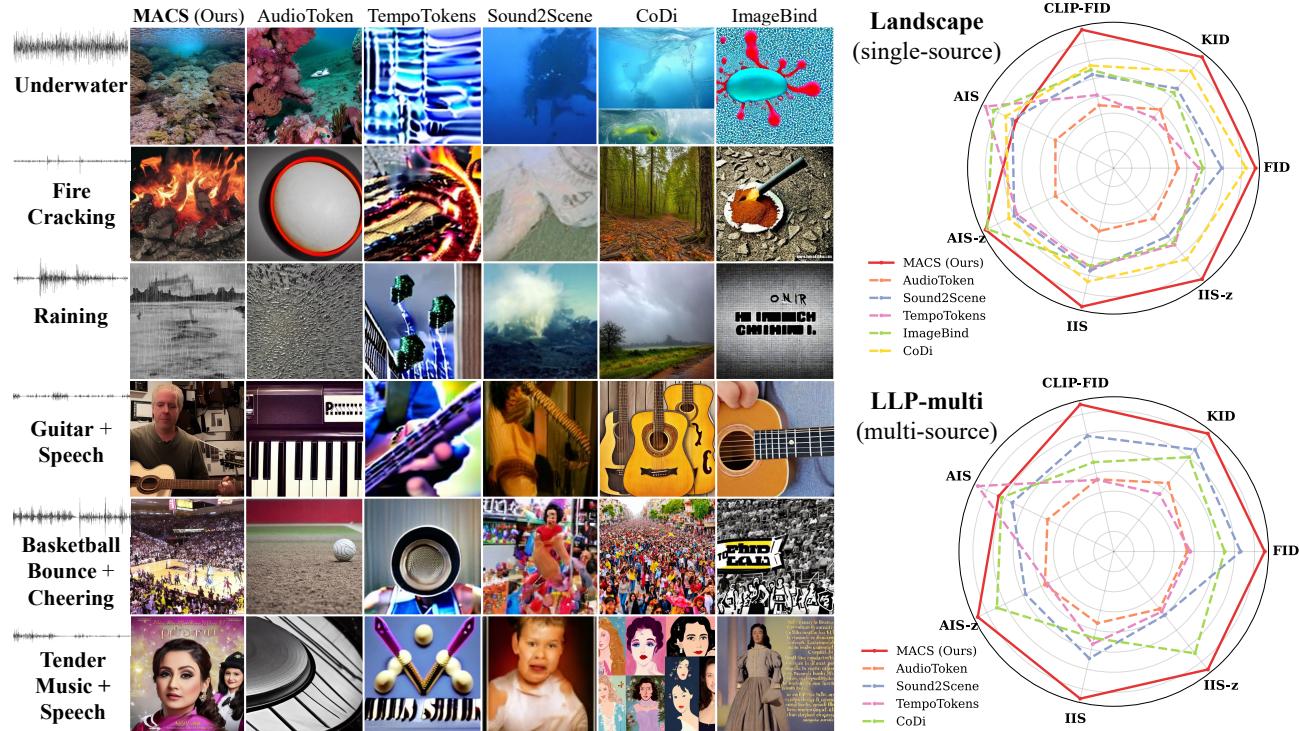 MACS (Ours) AudioToken TempoTokens Sound2Scene CoDi ImageBind
Underwater
Fire
Cracking
Raining
Guitar +
Speech
Basketball
Bounce +
Cheering
Tender
Music +
Speech
Landscape
(single-source)
CLIP-FID
KID
AIS
FID
AIS-z
IIS-z
IIS
MACS (Ours)
AudioToken
Sound2Scene
TempoTokens
ImageBind
CoDi
LLP-multi
(multi-source)
CLIP-FID
KID
AIS
FID
AIS-z
IIS-z
IIS
MACS (Ours)
AudioToken
Sound2Scene
TempoTokens
CoDi